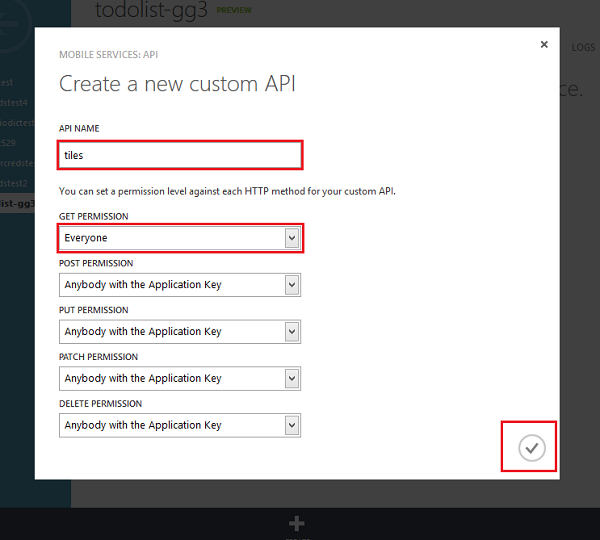 todolist-gg3 PREVIEW
LOGS
MOBILE SERVICES: API
Create a new custom API
API NAME
tiles
You can set a permission level against each HTTP method for your custom API.
GET PERMISSION
Everyone
POST PERMISSION
Anybody with the Application Key
PUT PERMISSION
Anybody with the Application Key
PATCH PERMISSION
Anybody with the Application Key
DELETE PERMISSION
Anybody with the Application Key
test
dstest4
odictest
529
rcredstest
dstest2
list-gg3
ce.